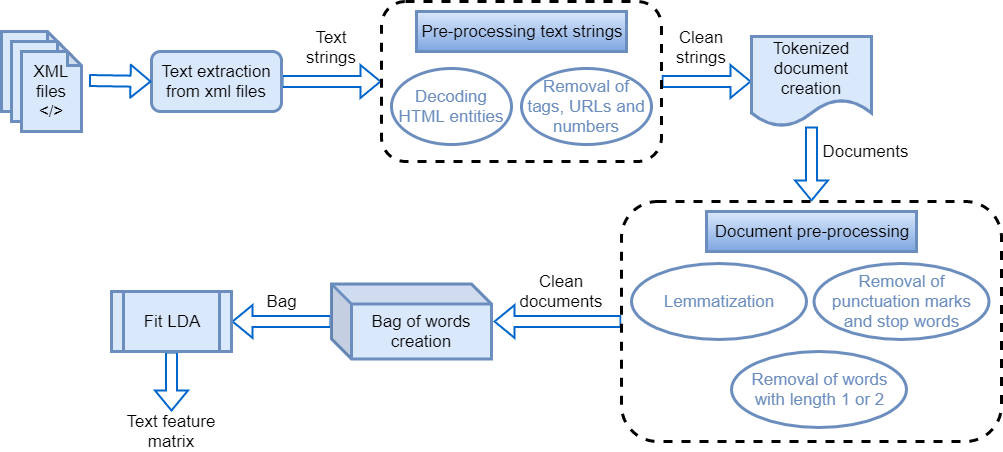 XML
files
</>
Text extraction
from xml files
Text
strings
Pre-processing text strings
Decoding
HTML entities
Removal of
tags, URLs and
numbers
Clean
strings
Tokenized
document
creation
Documents
Document pre-processing
Lemmatization
Removal of
punctuation marks
and stop words
Removal of words
with length 1 or 2
Clean
documents
Bag of words
creation
Bag
Fit LDA
Text feature
matrix